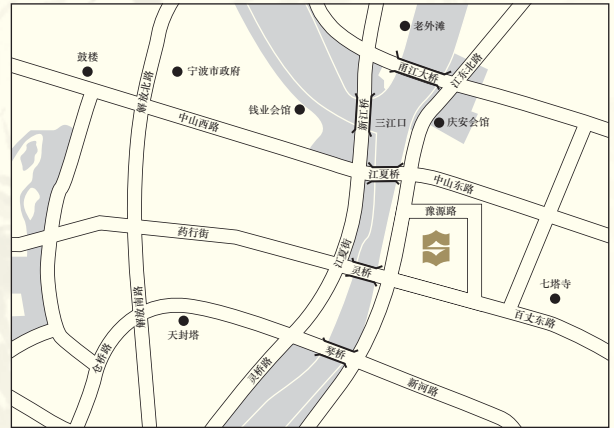 老外滩
鼓楼
宁波市政府
解放北路
甬江大桥
江东北路
钱业会馆
新江桥
三江口
庆安会馆
中山西路
江夏桥
中山东路
豫源路
药行街
江夏街
灵桥
七塔寺
百丈东路
解放南路
天封塔
仓桥路
灵桥路
琴桥
新河路